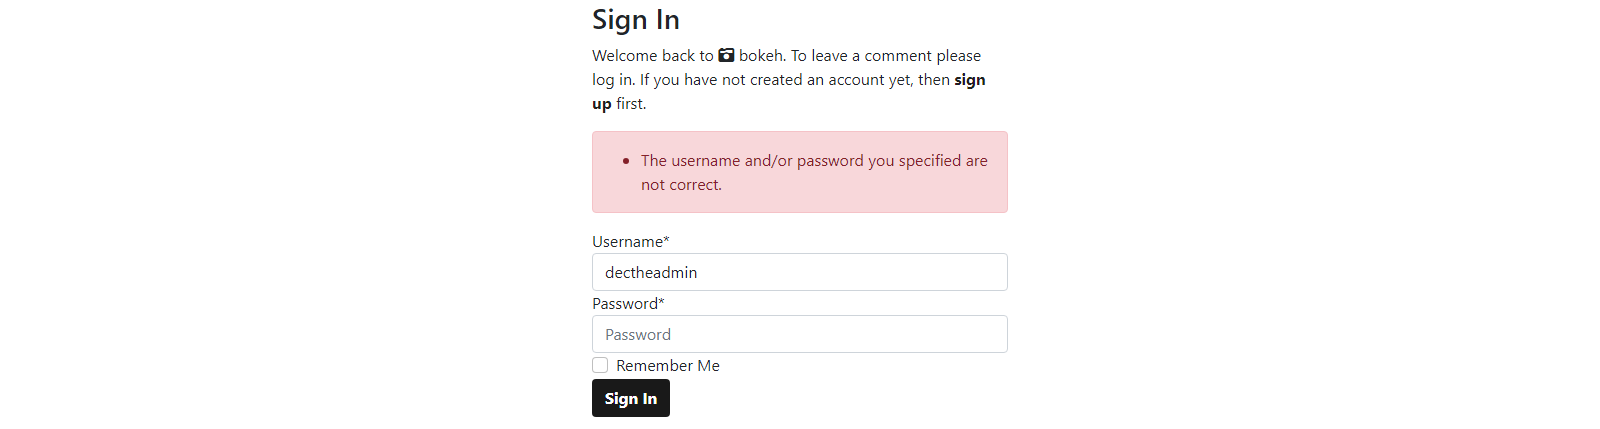 Sign In
Welcome back to bokeh. To leave a comment please
log in. If you have not created an account yet, then sign
up first.
The username and/or password you specified are
not correct.
Username*
dectheadmin
Password*
Password
Remember Me
Sign In